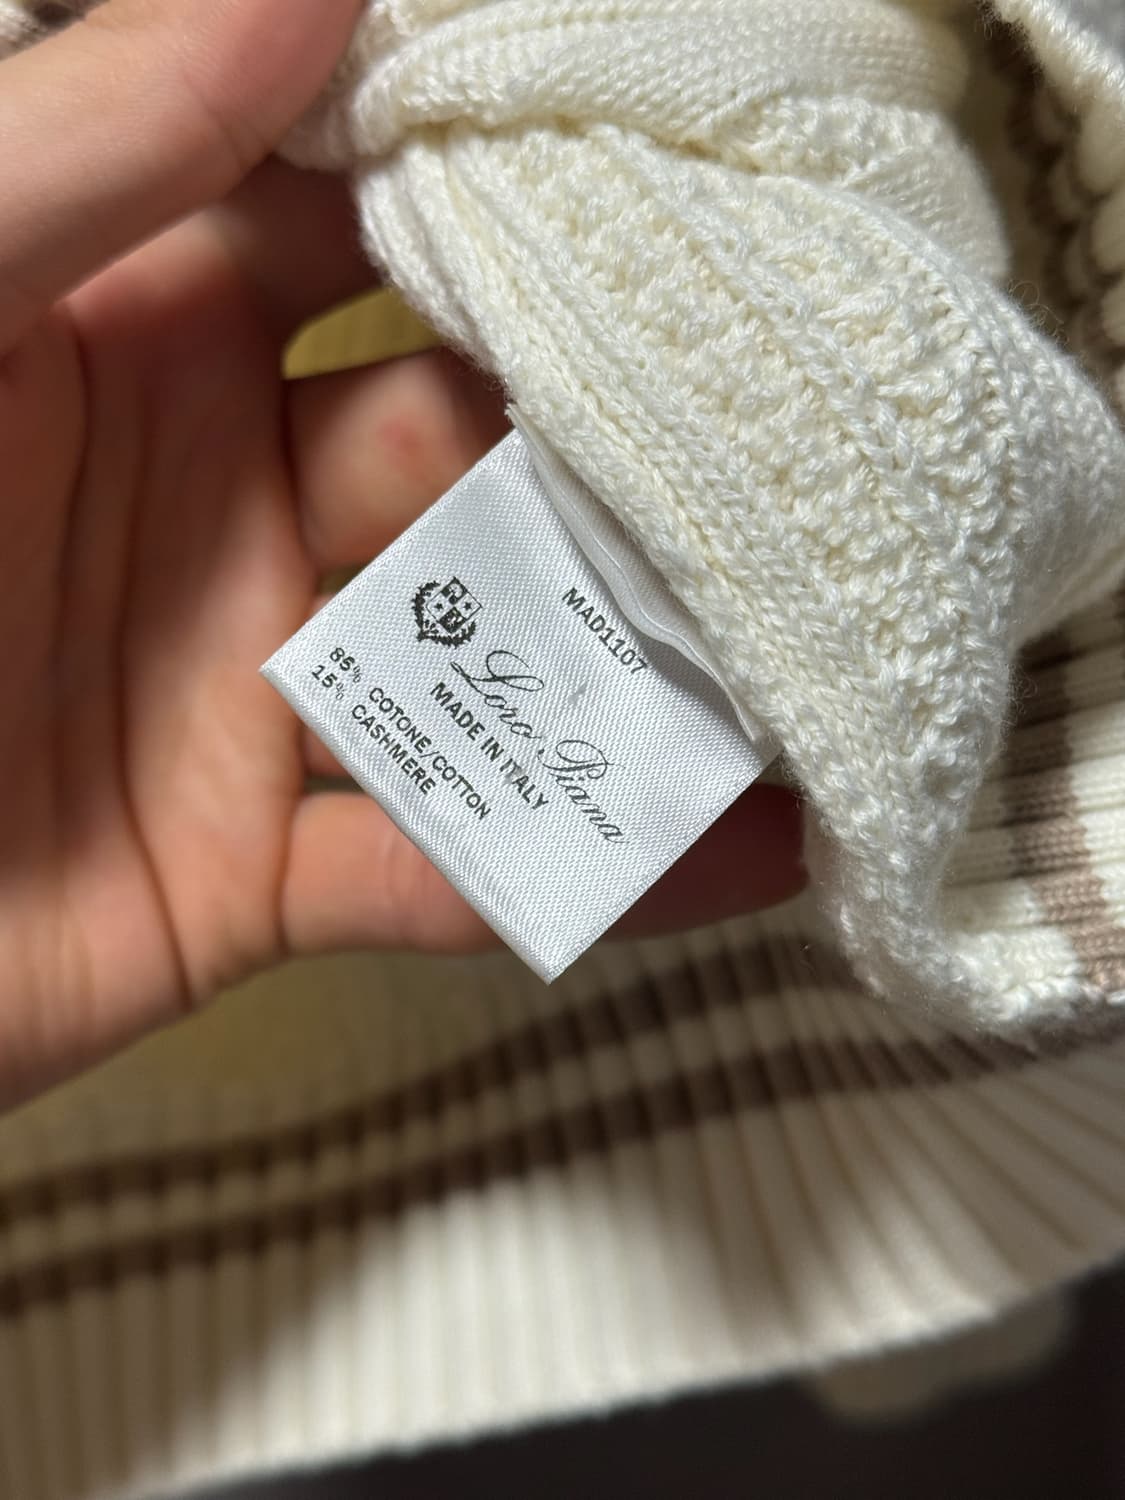 MAD1107
Loro Piana
MADE IN ITALY
85% COTONE/COTTON
15% CASHMERE